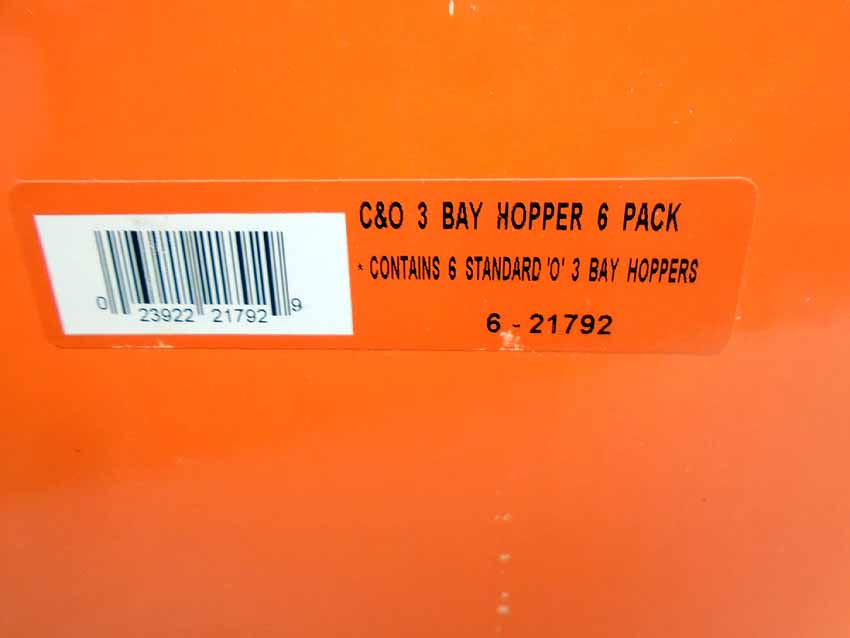 C&O 3 BAY HOPPER 6 PACK
* CONTAINS 6 STANDARD 'O' 3 BAY HOPPERS
6 - 21792
0 23922 21792 9